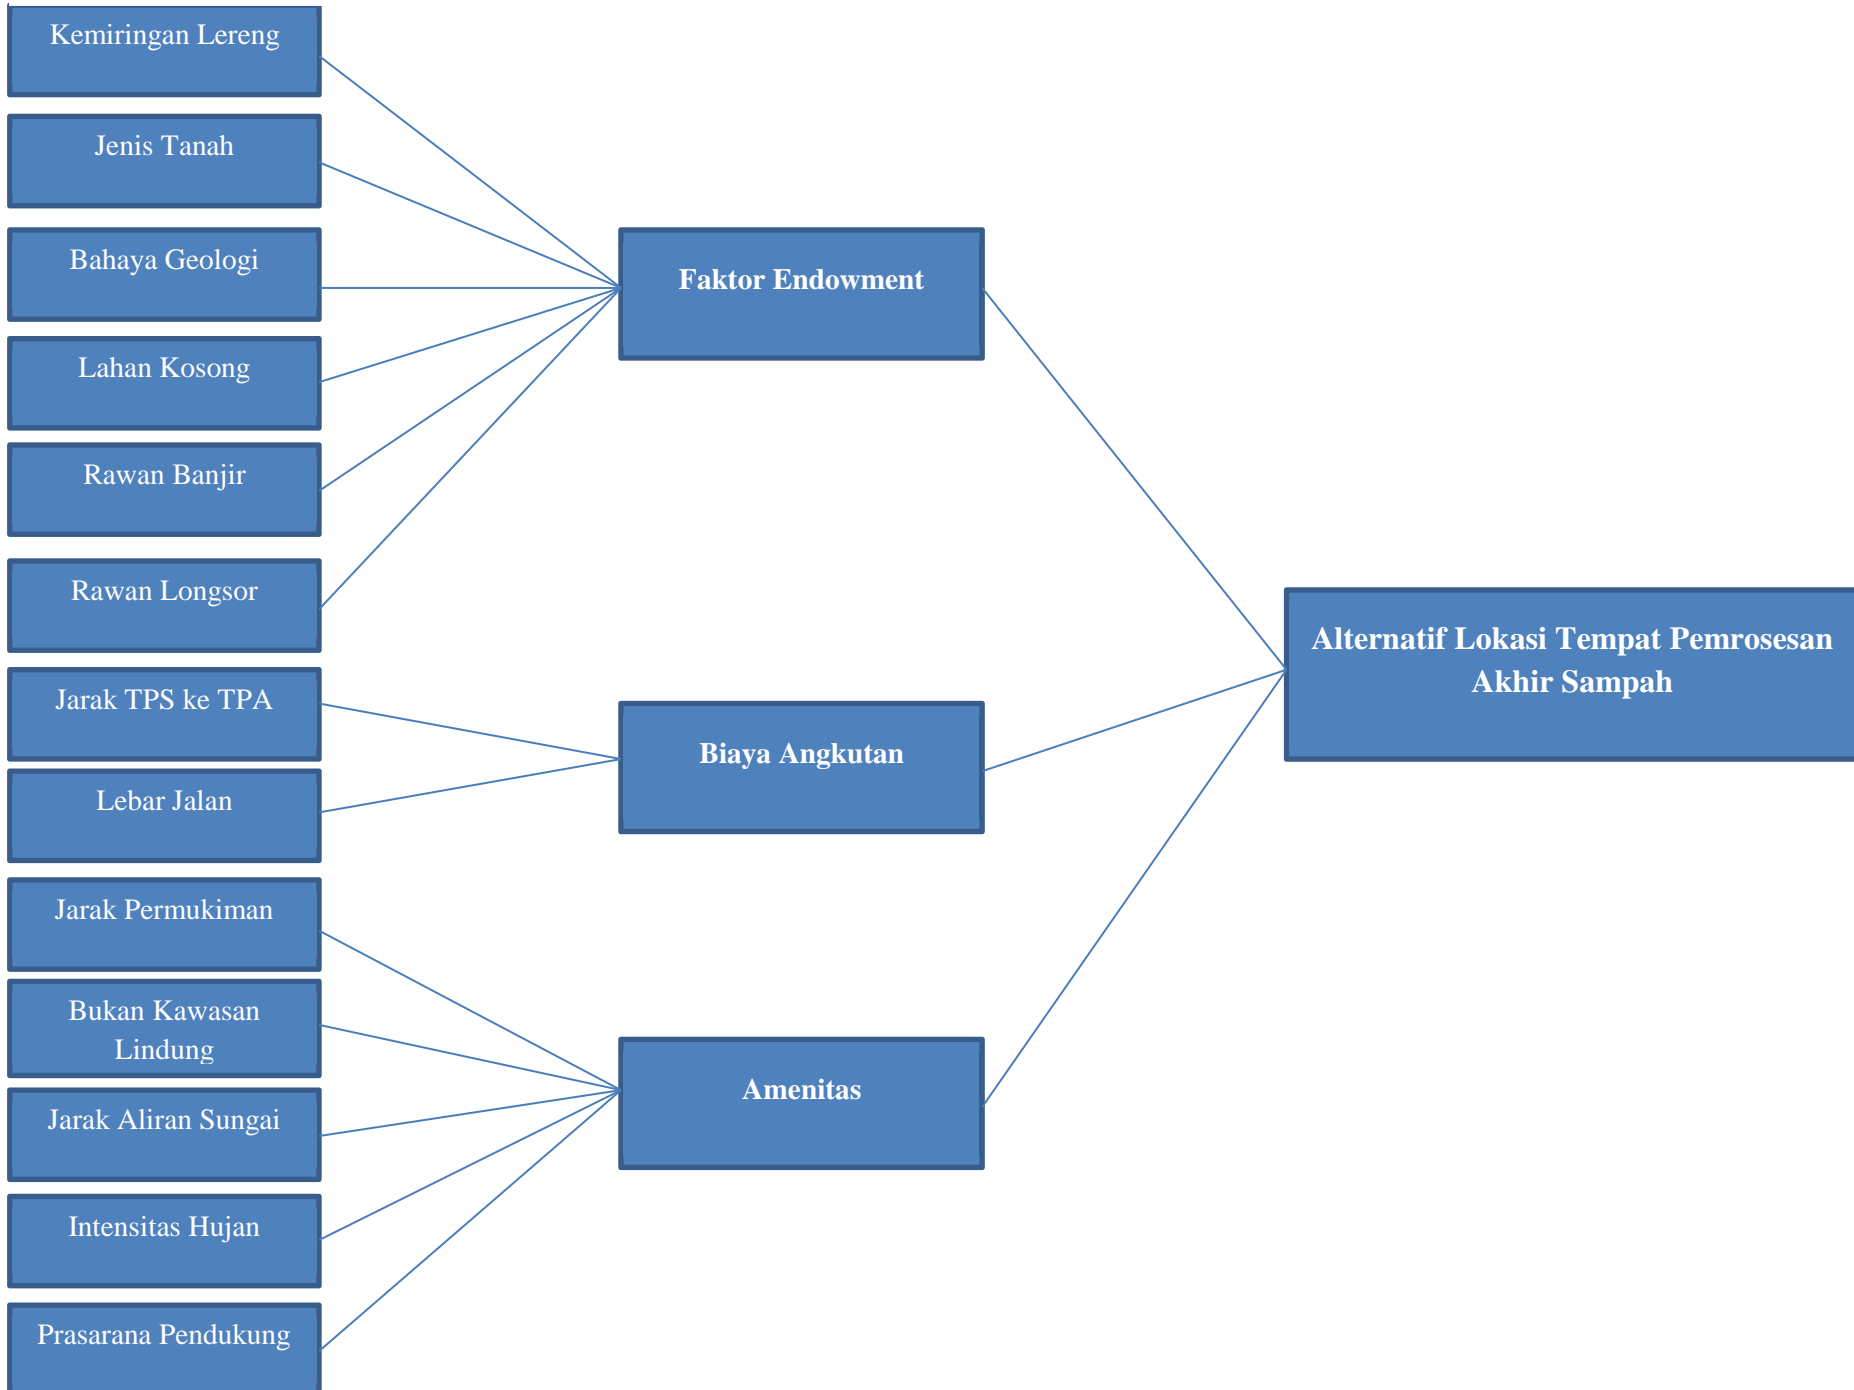 Kemiringan Lereng
Jenis Tanah
Bahaya Geologi
Lahan Kosong
Rawan Banjir
Rawan Longsor
Jarak TPS ke TPA
Lebar Jalan
Jarak Permukiman
Bukan Kawasan
Lindung
Jarak Aliran Sungai
Intensitas Hujan
Prasarana Pendukung
Faktor Endowment
Biaya Angkutan
Amenitas
Alternatif Lokasi Tempat Pemrosesan
Akhir Sampah